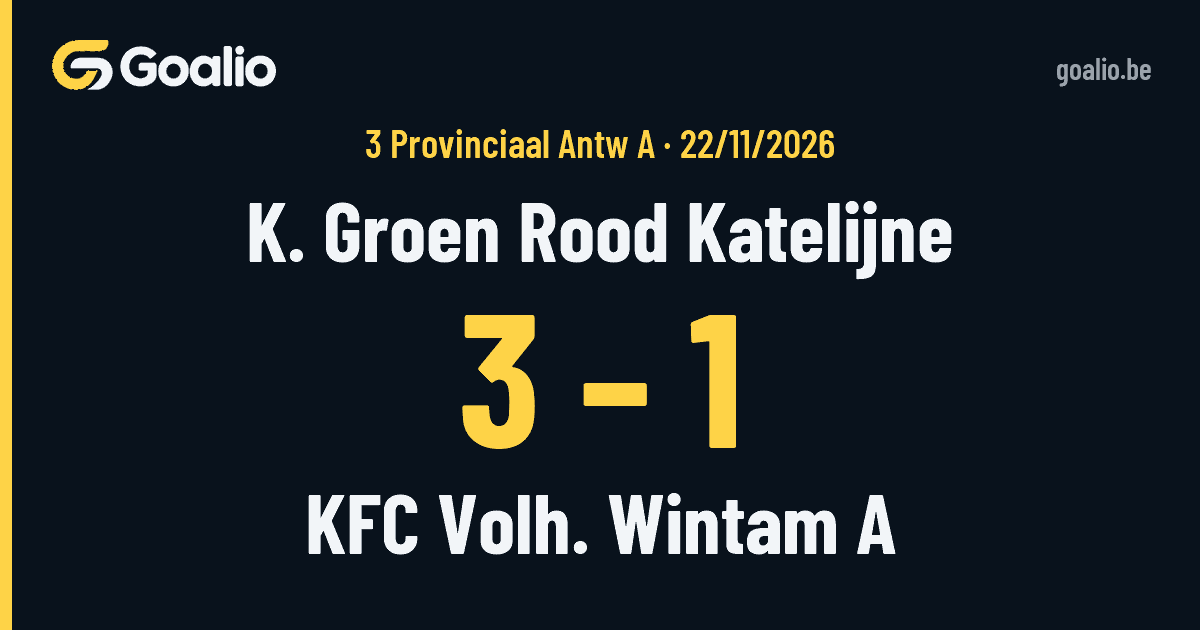 Goalio
goalio.be
3 Provinciaal Antw A · 22/11/2026
K. Groen Rood Katelijne
3 – 1
KFC Volh. Wintam A